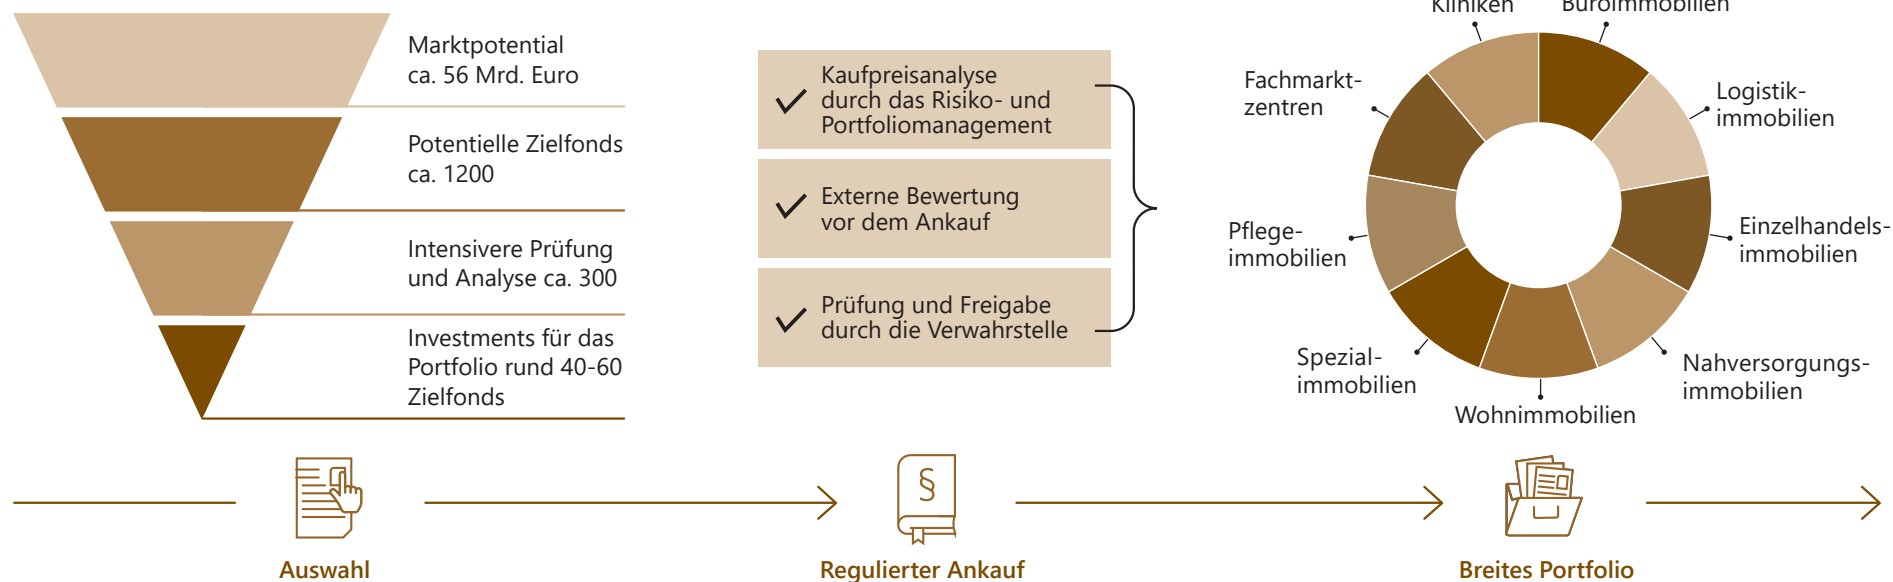 Marktpotential
ca. 56 Mrd. Euro
Potentielle Zielfonds
ca. 1200
Intensivere Prüfung
und Analyse ca. 300
Investments für das
Portfolio rund 40-60
Zielfonds
Auswahl
Kaufpreisanalyse
durch das Risiko- und
Portfoliomanagement
Externe Bewertung
vor dem Ankauf
Prüfung und Freigabe
durch die Verwahrstelle
§
Regulierter Ankauf
Kliniken
Büroimmobilien
Fachmarkt-
zentren
Logistik-
immobilien
Pflege-
immobilien
Einzelhandels-
immobilien
Spezial-
immobilien
Nahversorgungs-
immobilien
Wohnimmobilien
Breites Portfolio